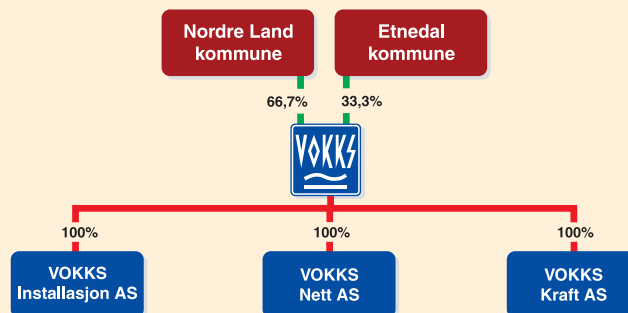 Nordre Land
kommune
Etnedal
kommune
66,7%
33,3%
VOKKS
100%
100%
100%
VOKKS
Installasjon AS
VOKKS
Nett AS
VOKKS
Kraft AS